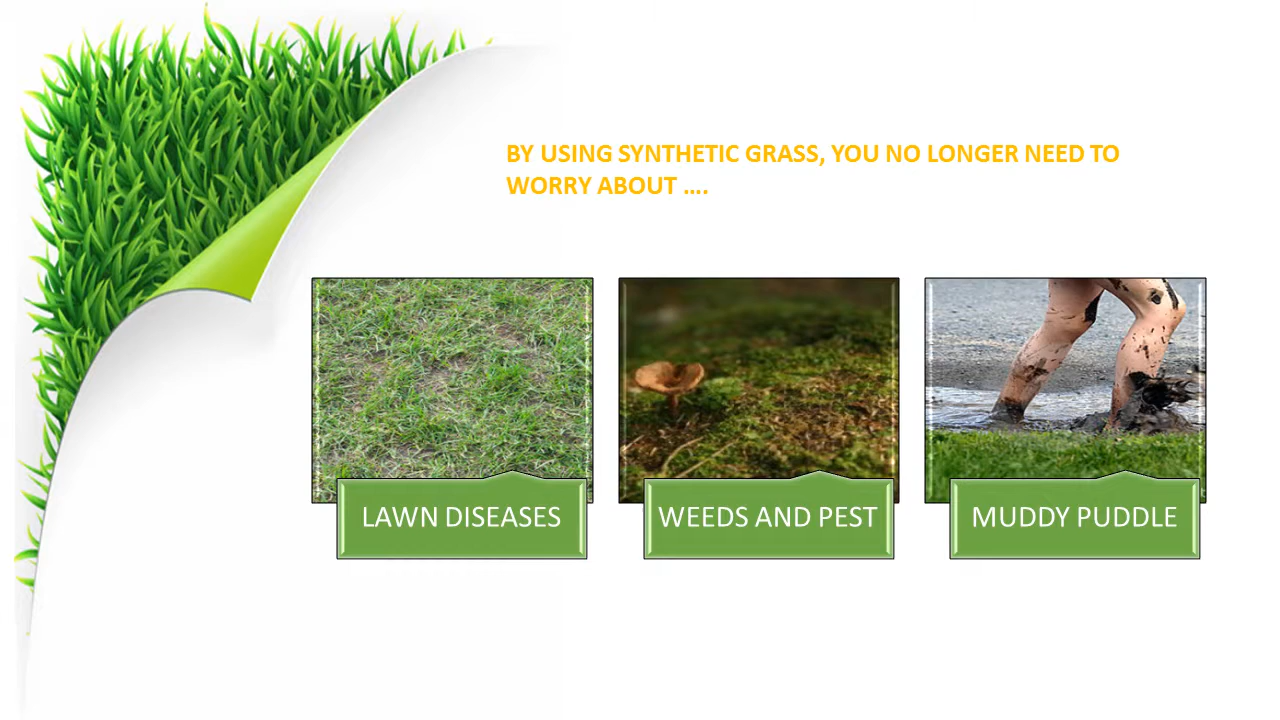 BY USING SYNTHETIC GRASS, YOU NO LONGER NEED TO
WORRY ABOUT ....
LAWN DISEASES
WEEDS AND PEST
MUDDY PUDDLE